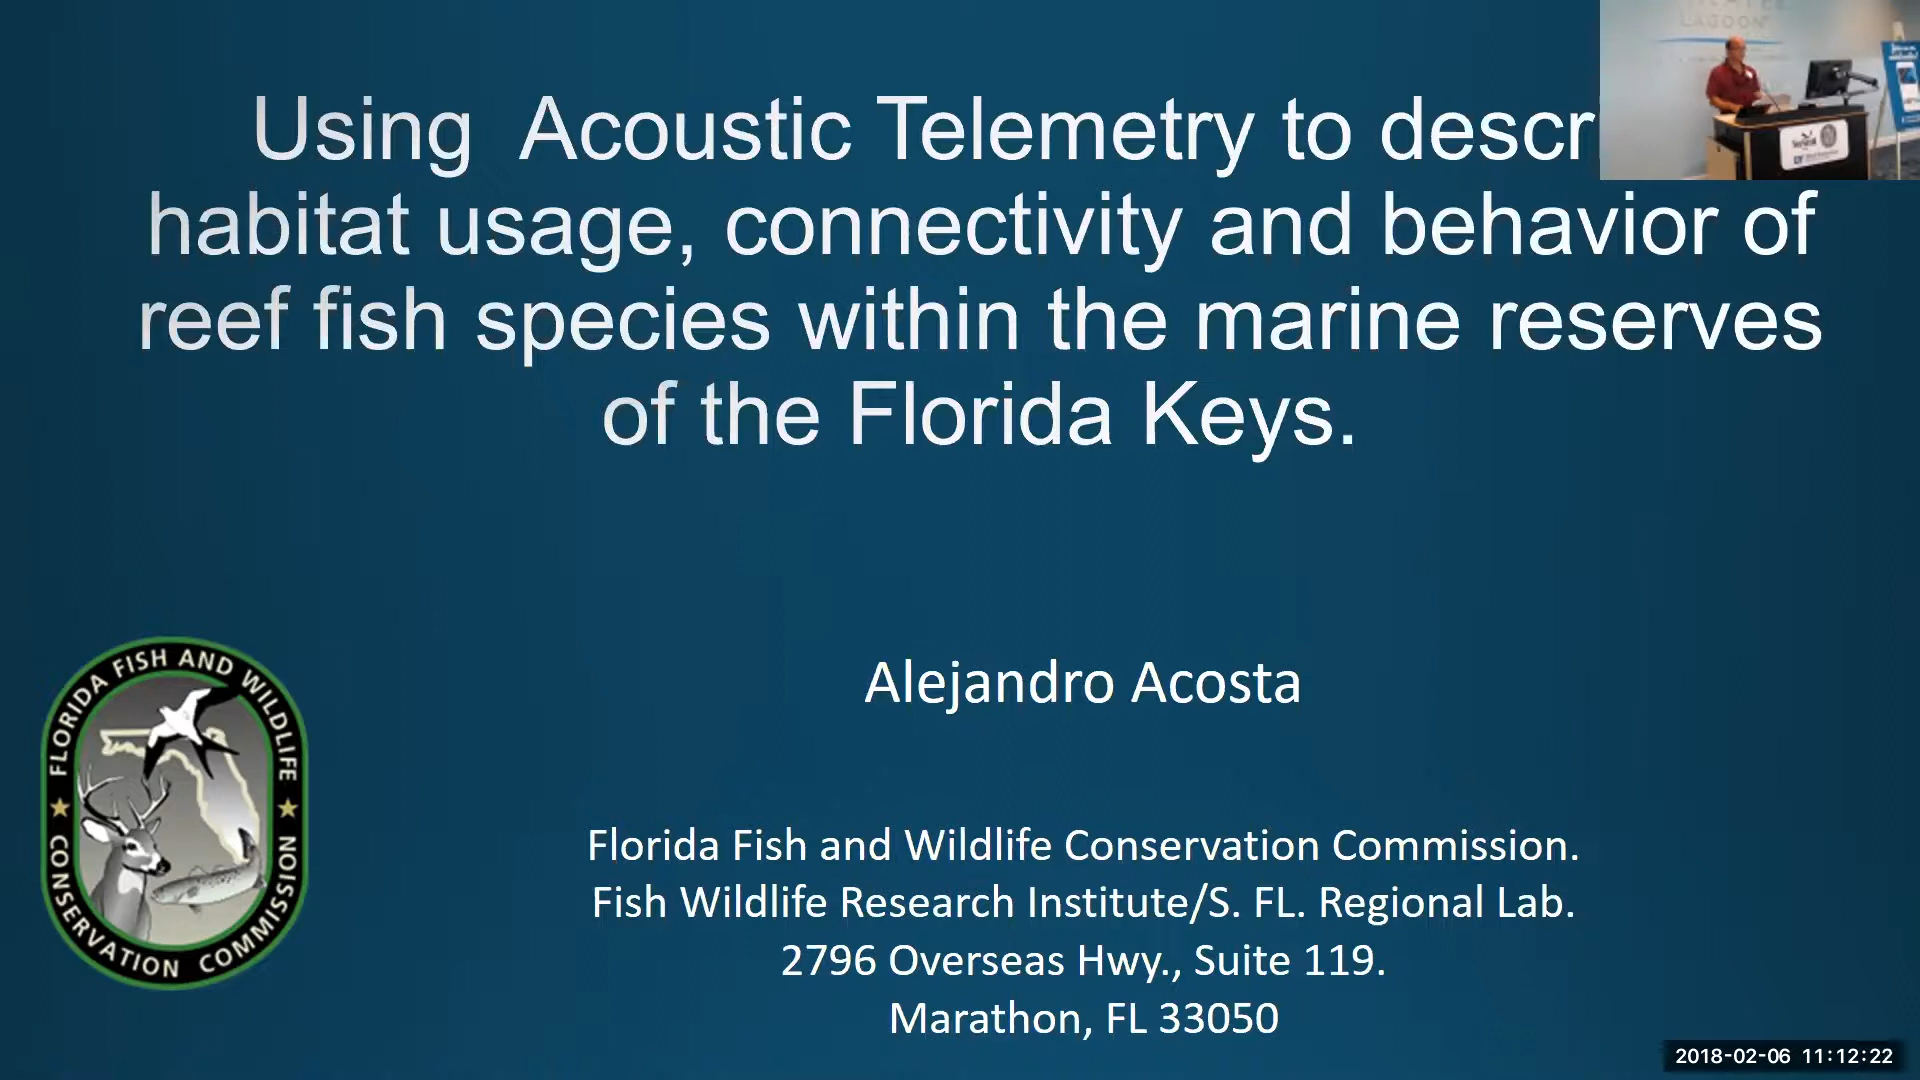 Using  Acoustic Telemetry to descr
habitat usage, connectivity and behavior of
reef fish species within the marine reserves
of the Florida Keys.
LAGOON
Alejandro Acosta
Florida Fish and Wildlife Conservation Commission.
Fish Wildlife Research Institute/S. FL. Regional Lab.
2796 Overseas Hwy., Suite 119.
Marathon, FL 33050
FLORIDA FISH AND WILDLIFE
CONSERVATION COMMISSION
2018-02-06 11:12:22